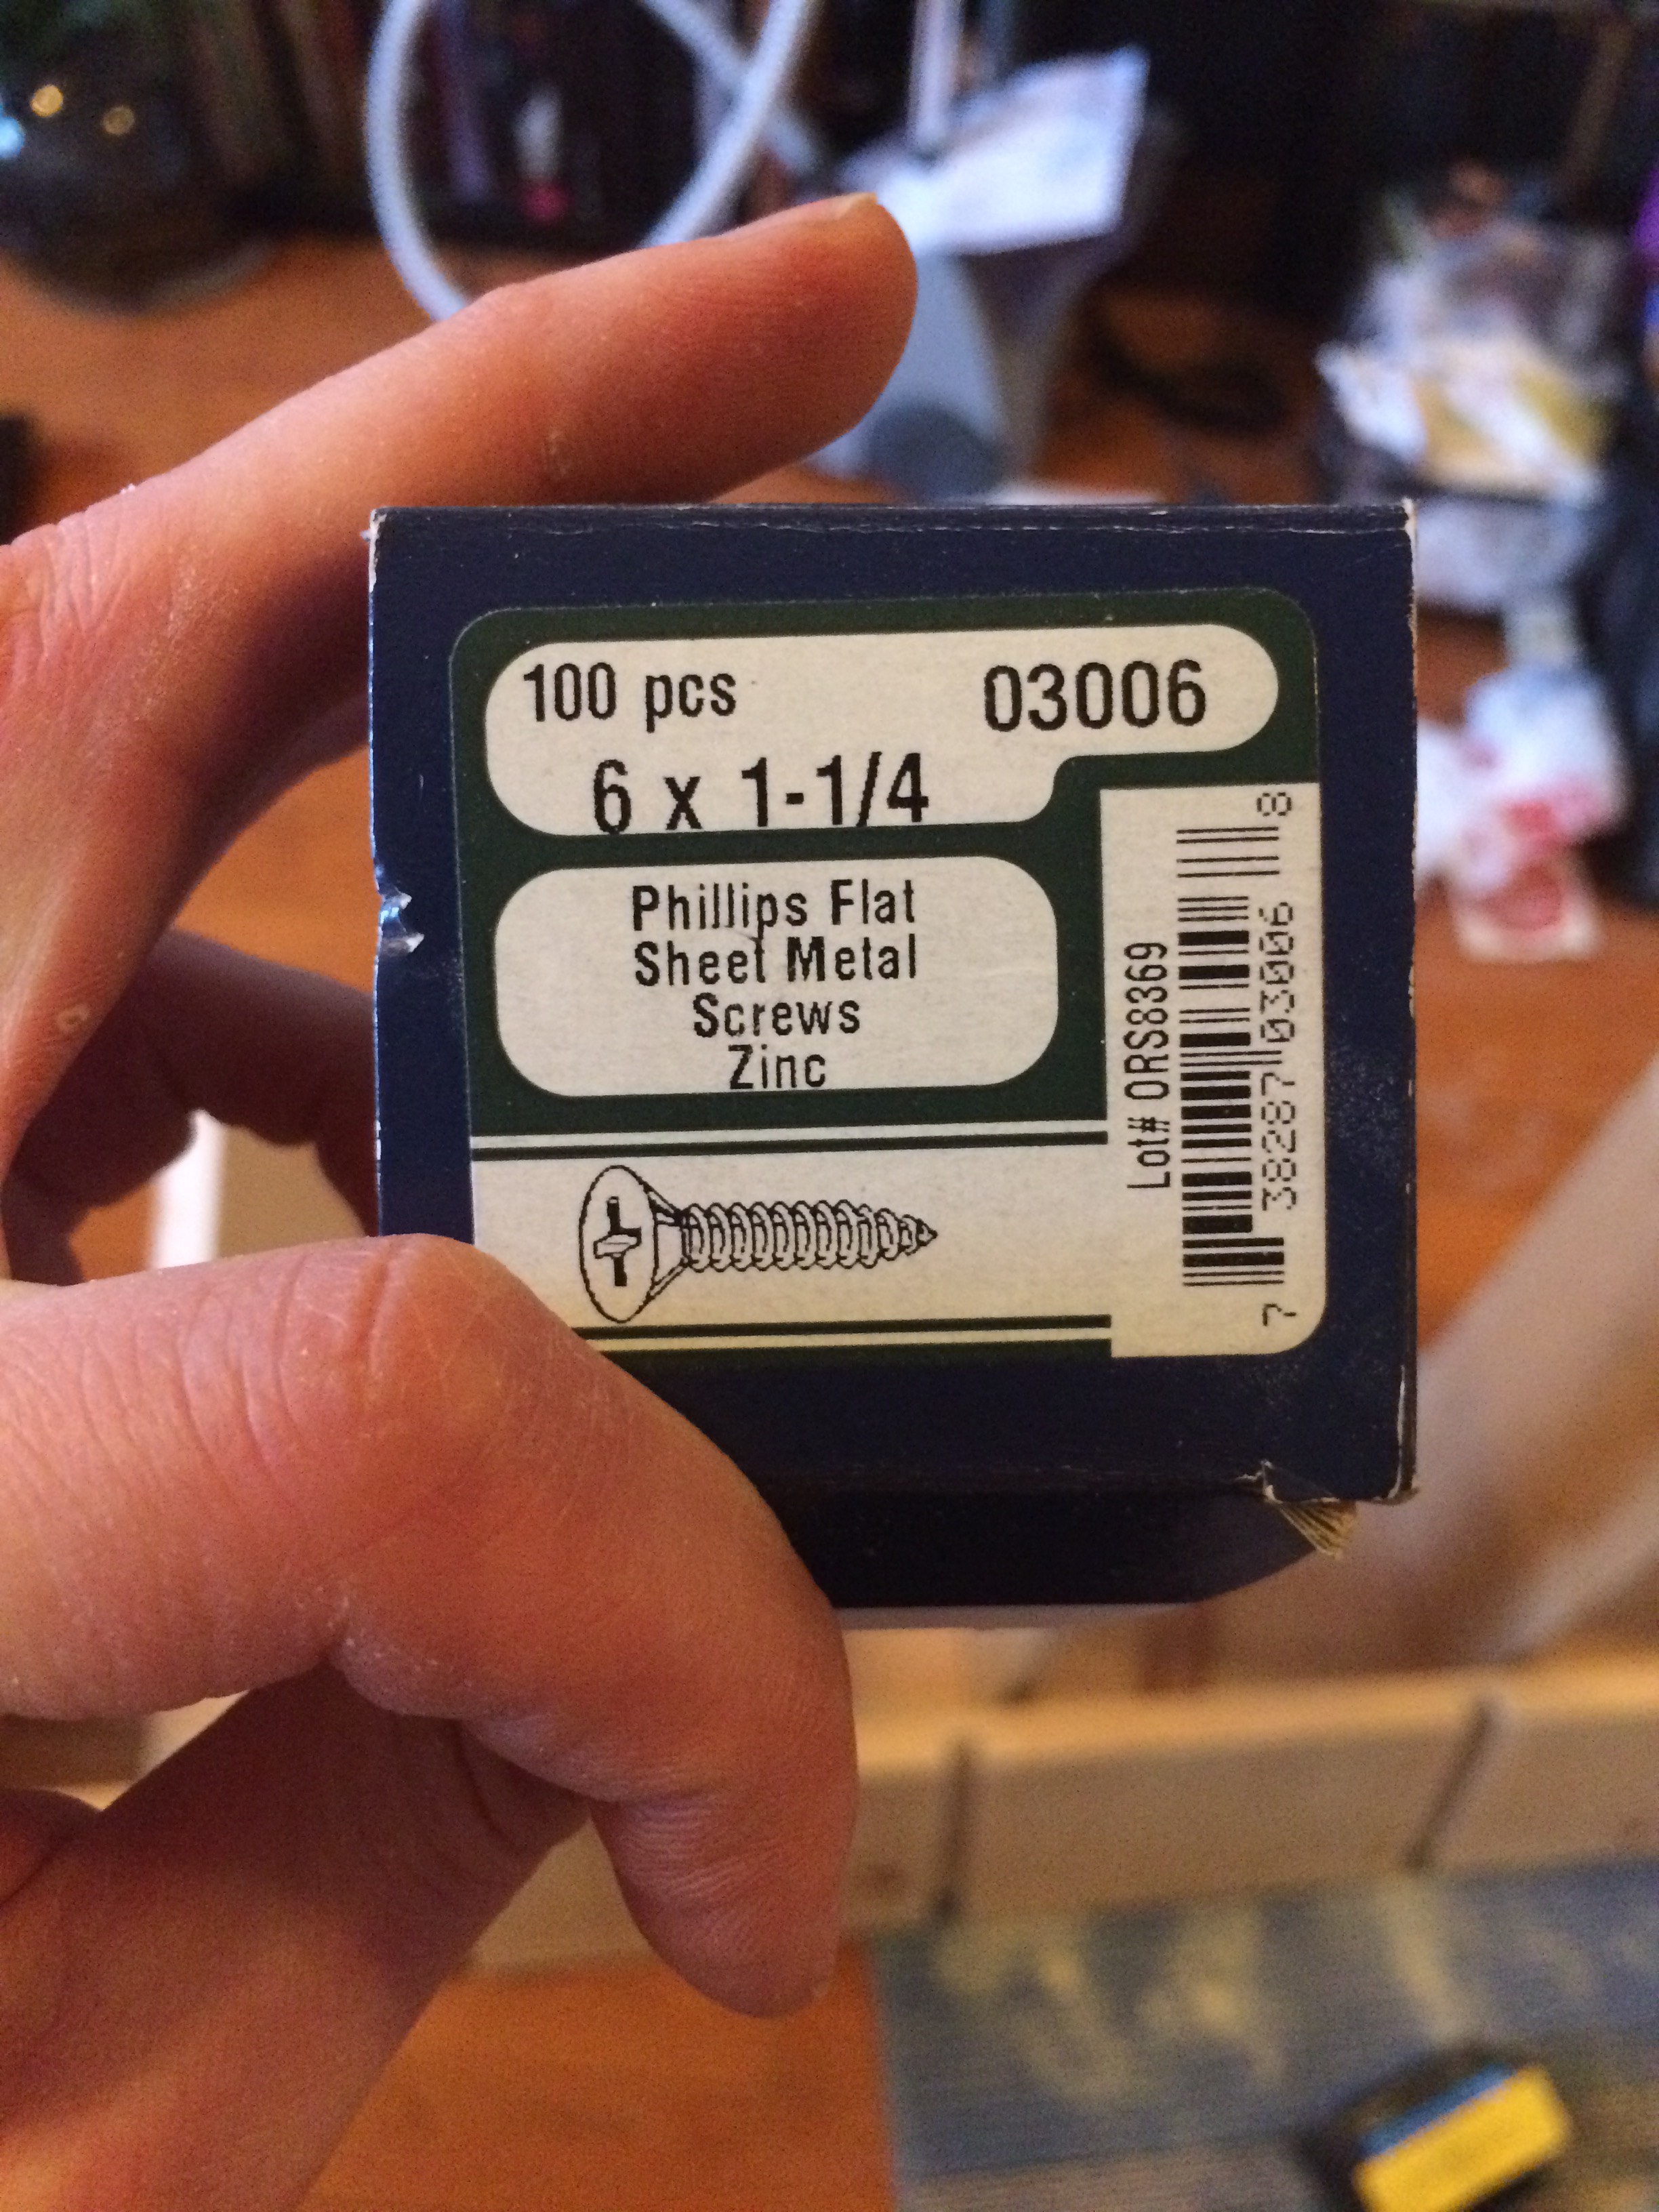 100 pcs 03006
6 x 1-1/4
Phillips Flat
Sheet Metal
Screws
Zinc
Lot# ORS8369
7 38287 03006 8